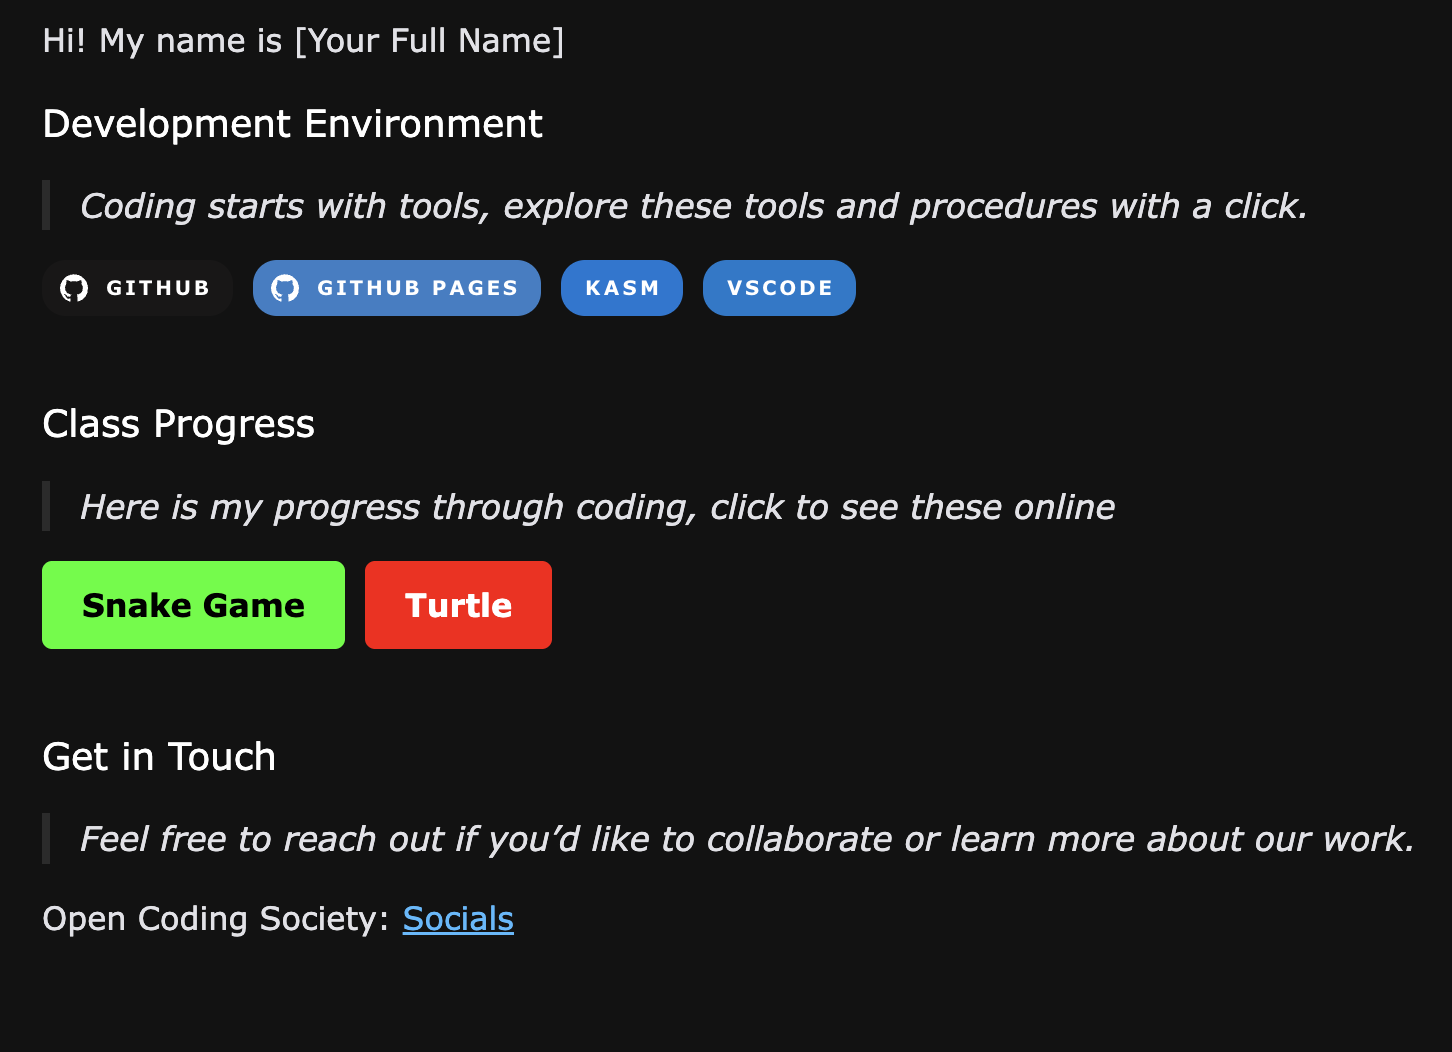 Hi! My name is [Your Full Name]
Development Environment
Coding starts with tools, explore these tools and procedures with a click.
GITHUB
GITHUB PAGES
KASM
VSCODE
Class Progress
Here is my progress through coding, click to see these online
Snake Game
Turtle
Get in Touch
Feel free to reach out if you’d like to collaborate or learn more about our work.
Open Coding Society: Socials